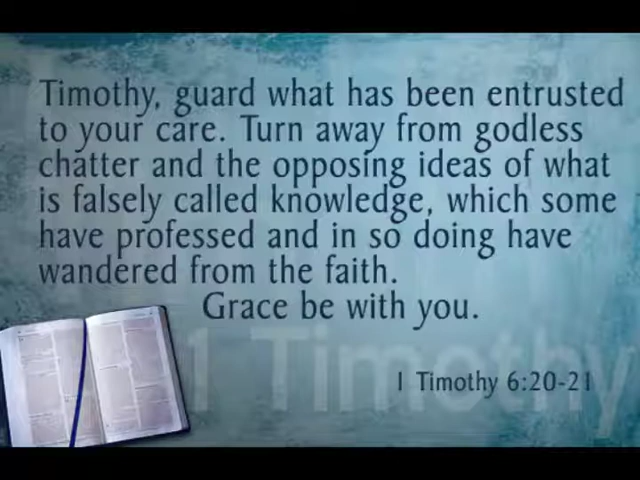 Timothy, guard what has been entrusted
to your care. Turn away from godless
chatter and the opposing ideas of what
is falsely called knowledge, which some
have professed and in so doing have
wandered from the faith.
Grace be with you.
1 Timothy
1 Timothy 6:20-21